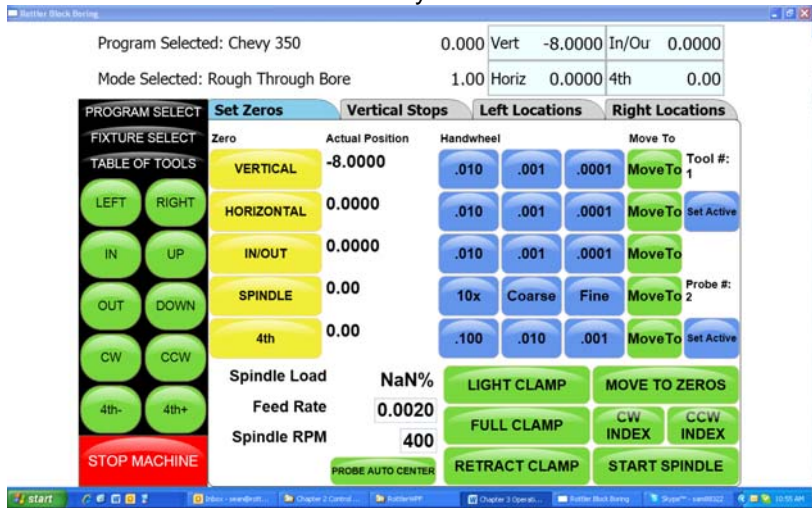 Rottler Block Boring
Program Selected: Chevy 350 0.000 Vert -8.0000 In/Ou 0.0000
Mode Selected: Rough Through Bore 1.00 Horiz 0.0000 4th 0.00
PROGRAM SELECT Set Zeros Vertical Stops Left Locations Right Locations
FIXTURE SELECT Zero Actual Position Handwheel Move To
TABLE OF TOOLS VERTICAL -8.0000 .010 .001 .0001 MoveTo Tool #: 1
LEFT RIGHT HORIZONTAL 0.0000 .010 .001 .0001 MoveTo Set Active
IN UP IN/OUT 0.0000 .010 .001 .0001 MoveTo
OUT DOWN SPINDLE 0.00 10x Coarse Fine MoveTo Probe #: 2
CW CCW 4th 0.00 .100 .010 .001 MoveTo Set Active
Spindle Load NaN% LIGHT CLAMP MOVE TO ZEROS
4th- 4th+ Feed Rate 0.0020 FULL CLAMP CW INDEX CCW INDEX
Spindle RPM 400
STOP MACHINE PROBE AUTO CENTER RETRACT CLAMP START SPINDLE
start Inbox - sean@rott... Chapter 2 Control ... RottlerWPF Chapter 3 Operati... Rottler Block Boring 10:55 AM